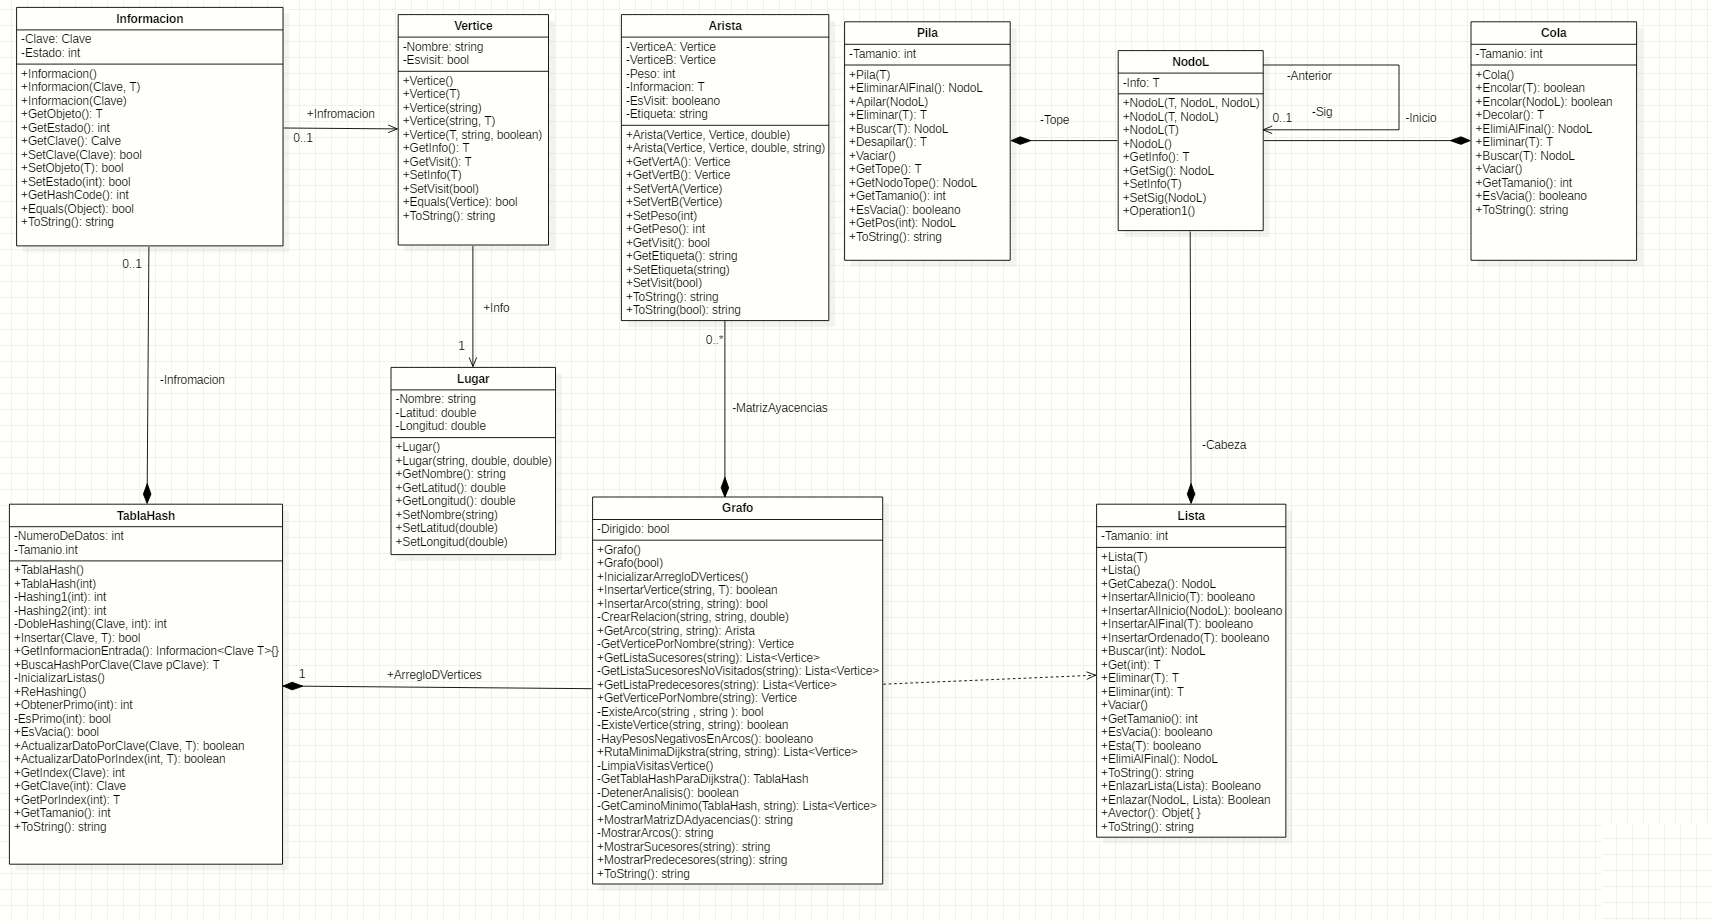 Informacion
-Clave: Clave
-Estado: int
+Informacion()
+Informacion(Clave, T)
+Informacion(Clave)
+GetObjeto(): T
+GetEstado(): int
+GetClave(): Calve
+SetClave(Clave): bool
+SetObjeto(T): bool
+SetEstado(int): bool
+GetHashCode(): int
+Equals(Object): bool
+ToString(): string
+Infromacion
0..1
Vertice
-Nombre: string
-Esvisit: bool
+Vertice()
+Vertice(T)
+Vertice(string)
+Vertice(string, T)
+Vertice(T, string, boolean)
+GetInfo(): T
+GetVisit(): T
+SetInfo(T)
+SetVisit(bool)
+Equals(Vertice): bool
+ToString(): string
Arista
-VerticeA: Vertice
-VerticeB: Vertice
-Peso: int
-Informacion: T
-EsVisit: booleano
-Etiqueta: string
+Arista(Vertice, Vertice, double)
+Arista(Vertice, Vertice, double, string)
+GetVertA(): Vertice
+GetVertB(): Vertice
+SetVertA(Vertice)
+SetVertB(Vertice)
+SetPeso(int)
+GetPeso(): int
+GetVisit(): bool
+GetEtiqueta(): string
+SetEtiqueta(string)
+SetVisit(bool)
+ToString(): string
+ToString(bool): string
Pila
-Tamanio: int
+Pila(T)
+EliminarAlFinal(): NodoL
+Apilar(NodoL)
+Eliminar(T): T
+Buscar(T): NodoL
+Desapilar(): T
+Vaciar()
+GetTope(): T
+GetNodoTope(): NodoL
+GetTamanio(): int
+EsVacia(): booleano
+GetPos(int): NodoL
+ToString(): string
-Tope
NodoL
-Info: T
+NodoL(T, NodoL, NodoL)
+NodoL(T, NodoL)
+NodoL(T)
+NodoL()
+GetInfo(): T
+GetSig(): NodoL
+SetInfo(T)
+SetSig(NodoL)
+Operation1()
-Anterior
-Sig
0..1
-Inicio
Cola
-Tamanio: int
+Cola()
+Encolar(T): boolean
+Encolar(NodoL): boolean
+Decolar(): T
+ElimiAlFinal(): NodoL
+Eliminar(T): T
+Buscar(T): NodoL
+Vaciar()
+GetTamanio(): int
+EsVacia(): booleano
+ToString(): string
0..1
-Infromacion
+Info
1
0..*
-MatrizAyacencias
-Cabeza
Lugar
-Nombre: string
-Latitud: double
-Longitud: double
+Lugar()
+Lugar(string, double, double)
+GetNombre(): string
+GetLatitud(): double
+GetLongitud(): double
+SetNombre(string)
+SetLatitud(double)
+SetLongitud(double)
TablaHash
-NumeroDeDatos: int
-Tamanio.int
+TablaHash()
+TablaHash(int)
-Hashing1(int): int
-Hashing2(int): int
-DobleHashing(Clave, int): int
+Insertar(Clave, T): bool
+GetInformacionEntrada(): Informacion<Clave T>{}
+BuscaHashPorClave(Clave pClave): T
-InicializarListas()
+ReHashing()
+ObtenerPrimo(int): int
-EsPrimo(int): bool
+EsVacia(): bool
+ActualizarDatoPorClave(Clave, T): boolean
+ActualizarDatoPorIndex(int, T): boolean
+GetIndex(Clave): int
+GetClave(int): Clave
+GetPorIndex(int): T
+GetTamanio(): int
+ToString(): string
1
+ArregloDVertices
Grafo
-Dirigido: bool
+Grafo()
+Grafo(bool)
+InicializarArregloDVertices()
+InsertarVertice(string, T): boolean
+InsertarArco(string, string): bool
-CrearRelacion(string, string, double)
+GetArco(string, string): Arista
-GetVerticePorNombre(string): Vertice
+GetListaSucesores(string): Lista<Vertice>
-GetListaSucesoresNoVisitados(string): Lista<Vertice>
+GetListaPredecesores(string): Lista<Vertice>
+GetVerticePorNombre(string): Vertice
-ExisteArco(string , string ): bool
-ExisteVertice(string, string): boolean
-HayPesosNegativosEnArcos(): booleano
+RutaMinimaDijkstra(string, string): Lista<Vertice>
-LimpiaVisitasVertice()
-GetTablaHashParaDijkstra(): TablaHash
-DetenerAnalisis(): boolean
-GetCaminoMinimo(TablaHash, string): Lista<Vertice>
+MostrarMatrizDAdyacencias(): string
-MostrarArcos(): string
+MostrarSucesores(string): string
+MostrarPredecesores(string): string
+ToString(): string
Lista
-Tamanio: int
+Lista(T)
+Lista()
+GetCabeza(): NodoL
+InsertarAlInicio(T): booleano
+InsertarAlInicio(NodoL): booleano
+InsertarAlFinal(T): booleano
+InsertarOrdenado(T): booleano
+Buscar(int): NodoL
+Get(int): T
+Eliminar(T): T
+Eliminar(int): T
+Vaciar()
+GetTamanio(): int
+EsVacia(): booleano
+Esta(T): booleano
+ElimiAlFinal(): NodoL
+ToString(): string
+EnlazarLista(Lista): Booleano
+Enlazar(NodoL, Lista): Boolean
+Avector(): Objet{ }
+ToString(): string